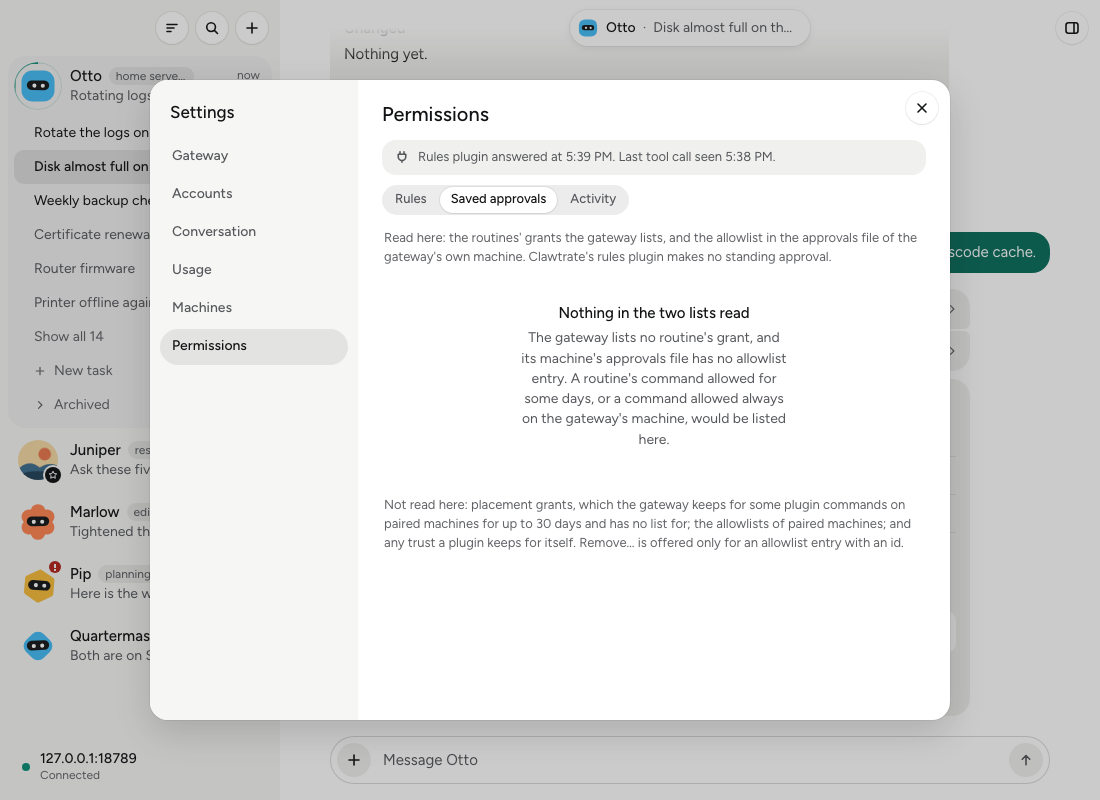 Otto · Disk almost full on th...
Nothing yet.
Otto home serve... now
Rotating logs
Rotate the logs on
Disk almost full on
Weekly backup che
Certificate renewa
Router firmware
Printer offline again
Show all 14
New task
Archived
Juniper res
Ask these fiv
Marlow edi
Tightened th
Pip planning
Here is the w
Quartermas
Both are on S
127.0.0.1:18789
Connected
Settings
Gateway
Accounts
Conversation
Usage
Machines
Permissions
Permissions
Rules plugin answered at 5:39 PM. Last tool call seen 5:38 PM.
Rules Saved approvals Activity
Read here: the routines' grants the gateway lists, and the allowlist in the approvals file of the
gateway's own machine. Clawtrate's rules plugin makes no standing approval.
Nothing in the two lists read
The gateway lists no routine's grant, and
its machine's approvals file has no allowlist
entry. A routine's command allowed for
some days, or a command allowed always
on the gateway's machine, would be listed
here.
Not read here: placement grants, which the gateway keeps for some plugin commands on
paired machines for up to 30 days and has no list for; the allowlists of paired machines; and
any trust a plugin keeps for itself. Remove... is offered only for an allowlist entry with an id.
scode cache.
Message Otto